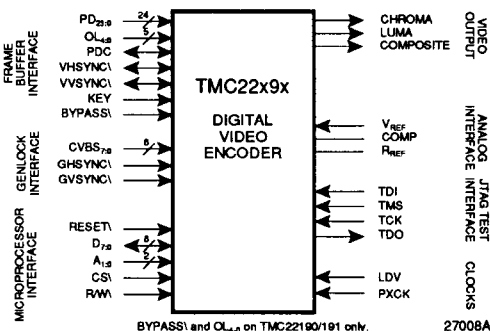 FRAME
BUFFER
INTERFACE
PD23:0
24
OL4:0
5
PDC
VHSYNC\
VVSYNC\
KEY
BYPASS\
GENLOCK
INTERFACE
CVBS7:0
8
GHSYNC\
GVSYNC\
MICROPROCESSOR
INTERFACE
RESET\
D7:0
8
A1:0
2
CS\
R/W\
TMC22x9x
DIGITAL
VIDEO
ENCODER
CHROMA
LUMA
COMPOSITE
VIDEO
OUTPUT
VREF
COMP
RREF
ANALOG
INTERFACE
TDI
TMS
TCK
TDO
JTAG TEST
INTERFACE
LDV
PXCK
CLOCKS
BYPASS\ and OL4:0 on TMC22190/191 only.
27008A